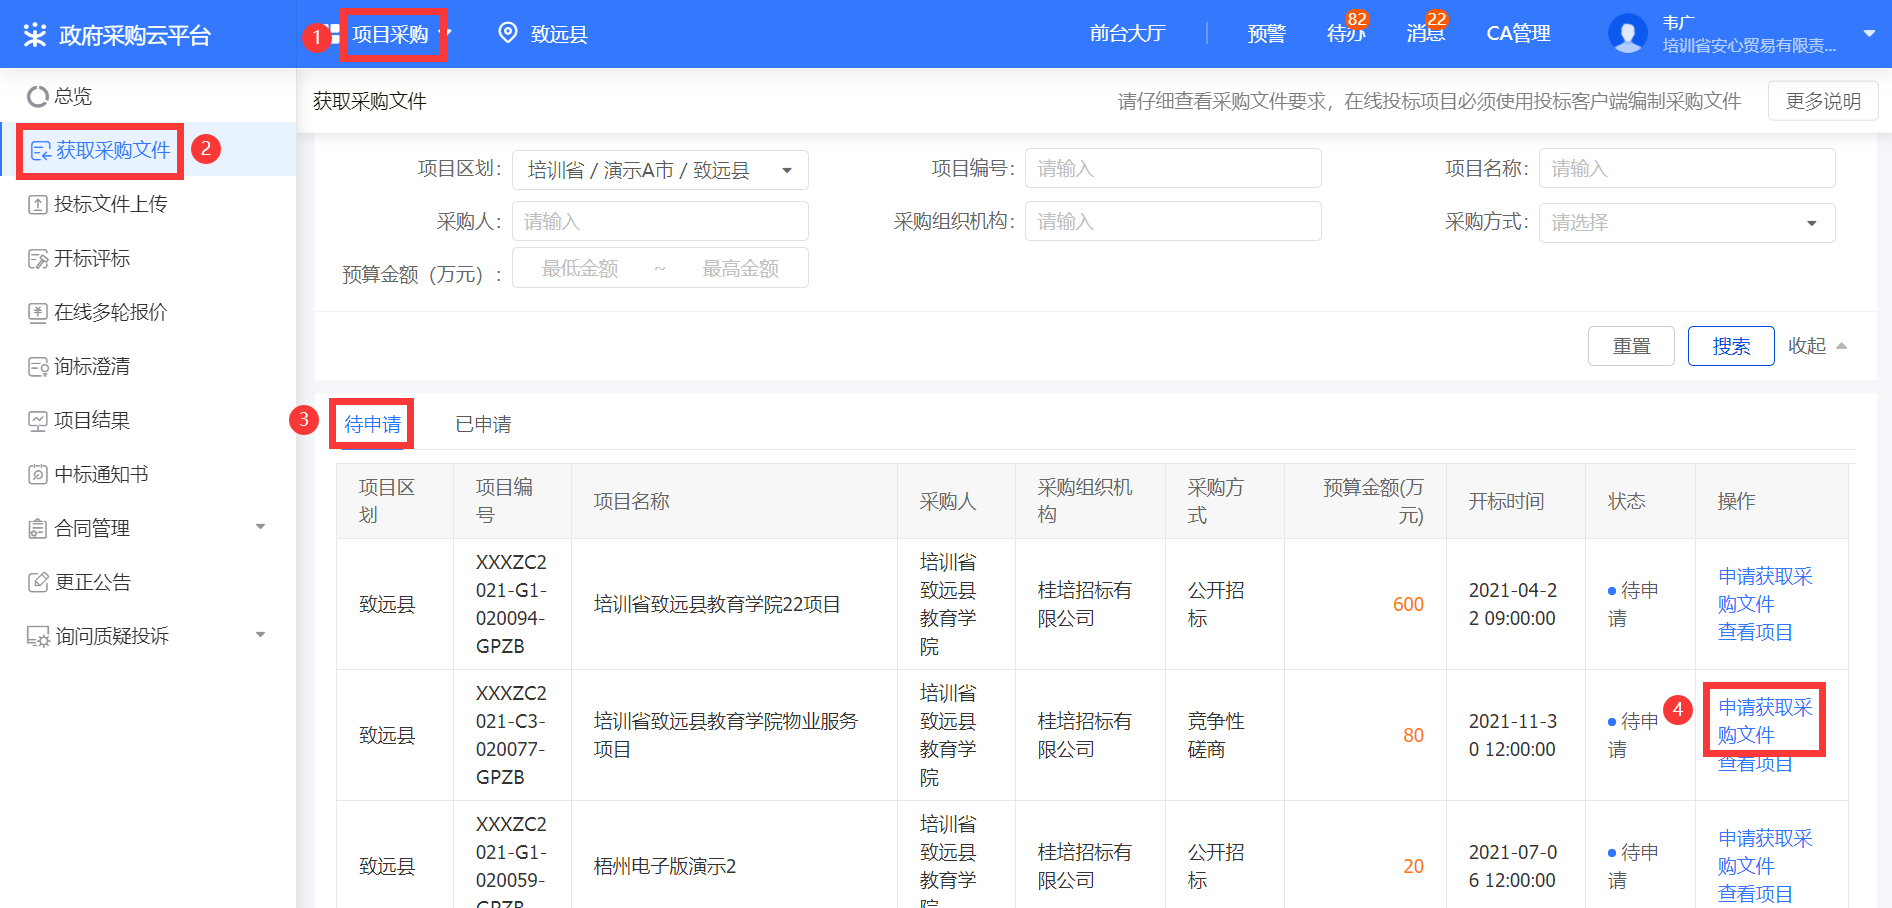 政府采购云平台
1
项目采购
致远县
前台大厅
预警
待办
82
消息
22
CA管理
韦广
培训省安心贸易有限责...
总览
获取采购文件
2
投标文件上传
开标评标
在线多轮报价
询标澄清
项目结果
中标通知书
合同管理
更正公告
询问质疑投诉
获取采购文件
请仔细查看采购文件要求，在线投标项目必须使用投标客户端编制采购文件
更多说明
项目区划：
培训省 / 演示A市 / 致远县
项目编号：
请输入
项目名称：
请输入
采购人：
请输入
采购组织机构：
请输入
采购方式：
请选择
预算金额（万元）：
最低金额 ~ 最高金额
重置
搜索
收起
3
待申请
已申请
项目区
划
项目编
号
项目名称
采购人
采购组织机
构
采购方
式
预算金额(万
元)
开标时间
状态
操作
致远县
XXXZC2
021-G1-
020094-
GPZB
培训省致远县教育学院22项目
培训省
致远县
教育学
院
桂培招标有
限公司
公开招
标
600
2021-04-2
2 09:00:00
待申
请
申请获取采
购文件
查看项目
致远县
XXXZC2
021-C3-
020077-
GPZB
培训省致远县教育学院物业服务
项目
培训省
致远县
教育学
院
桂培招标有
限公司
竞争性
磋商
80
2021-11-3
0 12:00:00
待申
请
4
申请获取采
购文件
查看项目
致远县
XXXZC2
021-G1-
020059-
GPZB
梧州电子版演示2
培训省
致远县
教育学
院
桂培招标有
限公司
公开招
标
20
2021-07-0
6 12:00:00
待申
请
申请获取采
购文件
查看项目